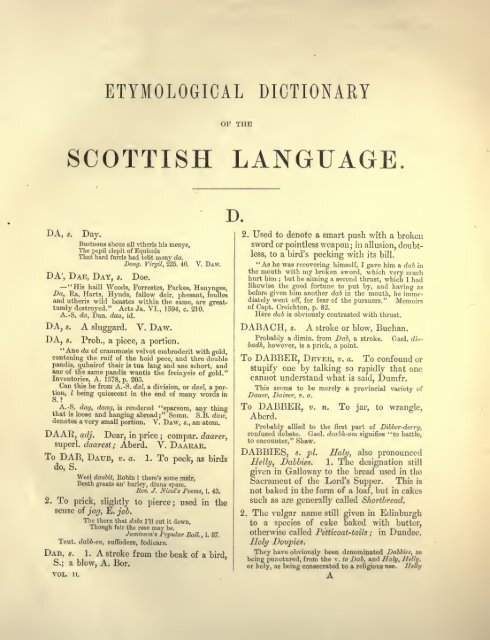 ETYMOLOGICAL DICTIONARY
OF THE
SCOTTISH LANGUAGE.
D.
DA, s. Day.
Busteous aboue all vtheris his menye,
The pepil clepit of Equicola
That hard furris had telit mony da.
Doug. Virgil, 235. 40. V. DAW.
DA', DAE, DAY, s. Doe.
—"His haill Woods, Forrestes, Parkes, Hanynges,
Da, Ra, Harts, Hynds, fallow deir, pheasant, foulles
and utheris wild beastes within the same, are great-
tumly destroyed." Acts Ja. VI., 1594, c. 210.
A.-S. da, Dan. daa, id.
DA, s. A sluggard. V. DAW.
DA, s. Prob., a piece, a portion.
"Ane da of crammesie velvot embroderit with gold,
contening the ruif of the heid pece, and thre double
pandis, quhairof thair is tua lang and ane schort, and
ane of the same pandis wantis the freinyeis of gold."
Inventories, A. 1578, p. 205.
Can this be from A.-S. dal, a division, or dael, a por-
tion, l being quiescent in the end of many words in
S. ?
A.-S. dag, daag, is rendered "sparsum, any thing
that is loose and hanging abroad;" Somn. S.B. dae,
denotes a very small portion. V. DAW, s., an atom.
DAAR, adj. Dear, in price; compar. daarer,
superl. daarest; Aberd. V. DAARAR.
To DAB, DAUB, v. a. 1. To peck, as birds
do, S.
Weel daubit, Robin ! there's some mair,
Beath groats an' barley, dinna spare.
Rev. J. Nicol's Poems, i. 43.
2. To prick, slightly to pierce; used in the
sense of jag, E. job.
The thorn that dabs I'll cut it down,
Though fair the rose may be.
Jamieson's Popular Ball., i. 87.
Teut. dabb-en, suffodere, fodicare.
DAB, s. 1. A stroke from the beak of a bird,
S.; a blow, A. Bor.
VOL. II.
2. Used to denote a smart push with a broken
sword or pointless weapon; in allusion, doubt-
less, to a bird's pecking with its bill.
"As he was recovering himself, I gave him a dab in
the mouth with my broken sword, which very much
hurt him; but he aiming a second thrust, which I had
likewise the good fortune to put by, and having as
before given him another dab in the mouth, he imme-
diately went off, for fear of the pursuers." Memoirs
of Capt. Creichton, p. 82.
Here dab is obviously contrasted with thrust.
DABACH, s. A stroke or blow, Buchan.
Probably a dimin. from Dab, a stroke. Gael. dio-
badh, however, is a prick, a point.
To DABBER, DEVER, v. a. To confound or
stupify one by talking so rapidly that one
cannot understand what is said, Dumfr.
This seems to be merely a provincial variety of
Dauer, Daiver, v. a.
To DABBER, v. n. To jar, to wrangle,
Aberd.
Probably allied to the first part of Dibber-derry,
confused debate. Gael. deabh-am signifies "to battle,
to encounter," Shaw.
DABBIES, s. pl. Haly, also pronounced
Helly, Dabbies. 1. The designation still
given in Galloway to the bread used in the
Sacrament of the Lord's Supper. This is
not baked in the form of a loaf, but in cakes
such as are generally called Shortbread.
2. The vulgar name still given in Edinburgh
to a species of cake baked with butter,
otherwise called Petticoat-tails; in Dundee,
Holy Doupies.
They have obviously been denominated Dabbies, as
being punctured, from the v. to Dab, and Haly, Helly,
or holy, as being consecrated to a religious use. Helly
A